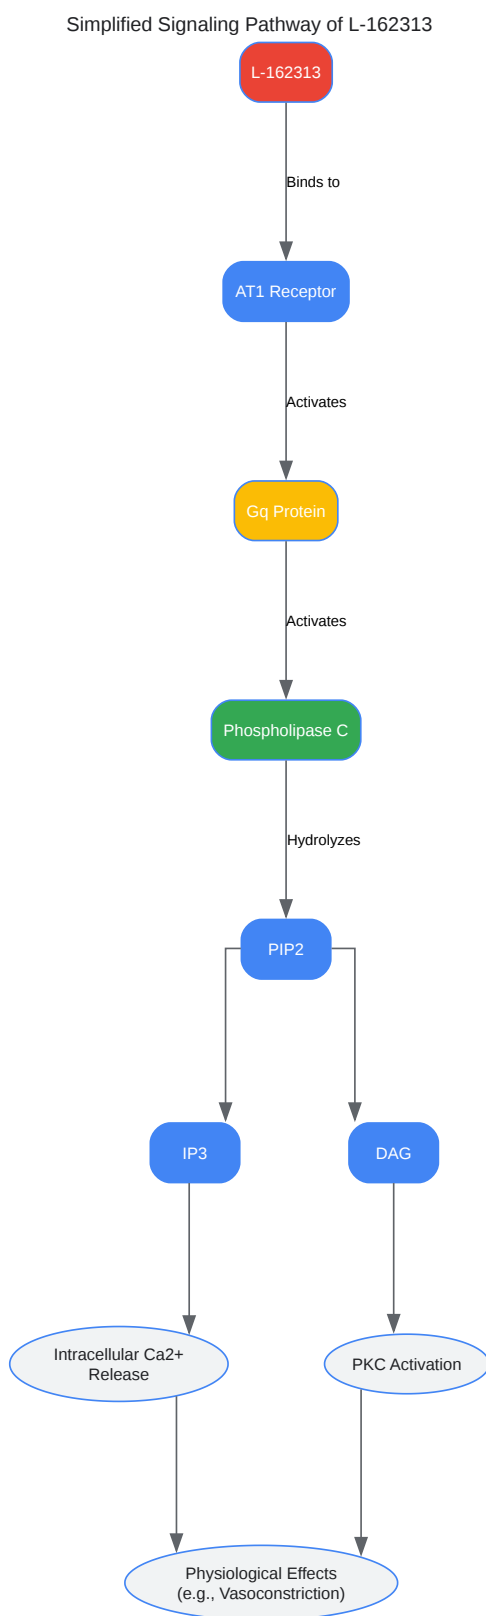 Simplified Signaling Pathway of L-162313
L-162313
Binds to
AT1 Receptor
Activates
Gq Protein
Activates
Phospholipase C
Hydrolyzes
PIP2
IP3
DAG
Intracellular Ca2+
Release
PKC Activation
Physiological Effects
(e.g., Vasoconstriction)